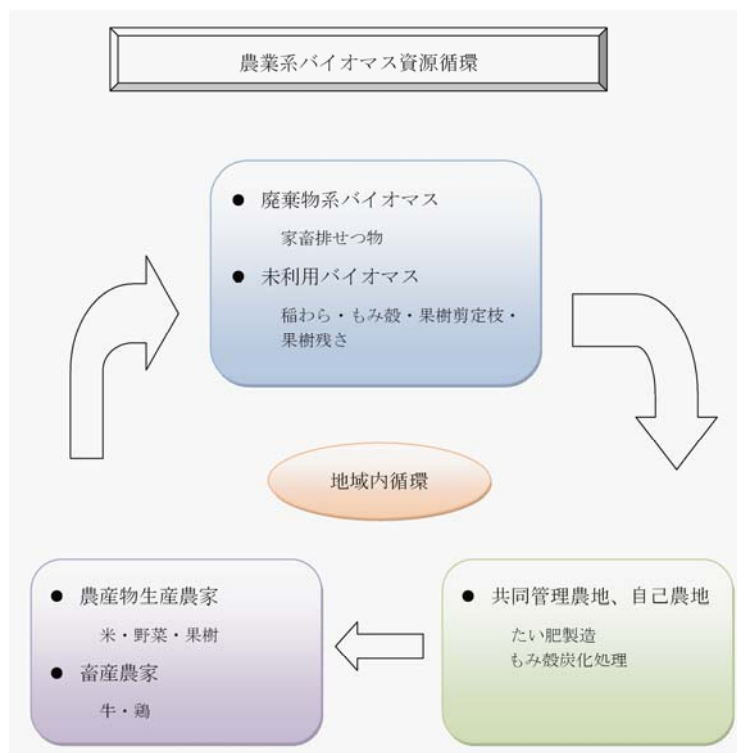 農業系バイオマス資源循環
● 廃棄物系バイオマス
家畜排せつ物
● 未利用バイオマス
稲わら・もみ殻・果樹剪定枝・
果樹残さ
地域内循環
● 農産物生産農家
米・野菜・果樹
● 畜産農家
牛・鶏
● 共同管理農地、自己農地
たい肥製造
もみ殻炭化処理